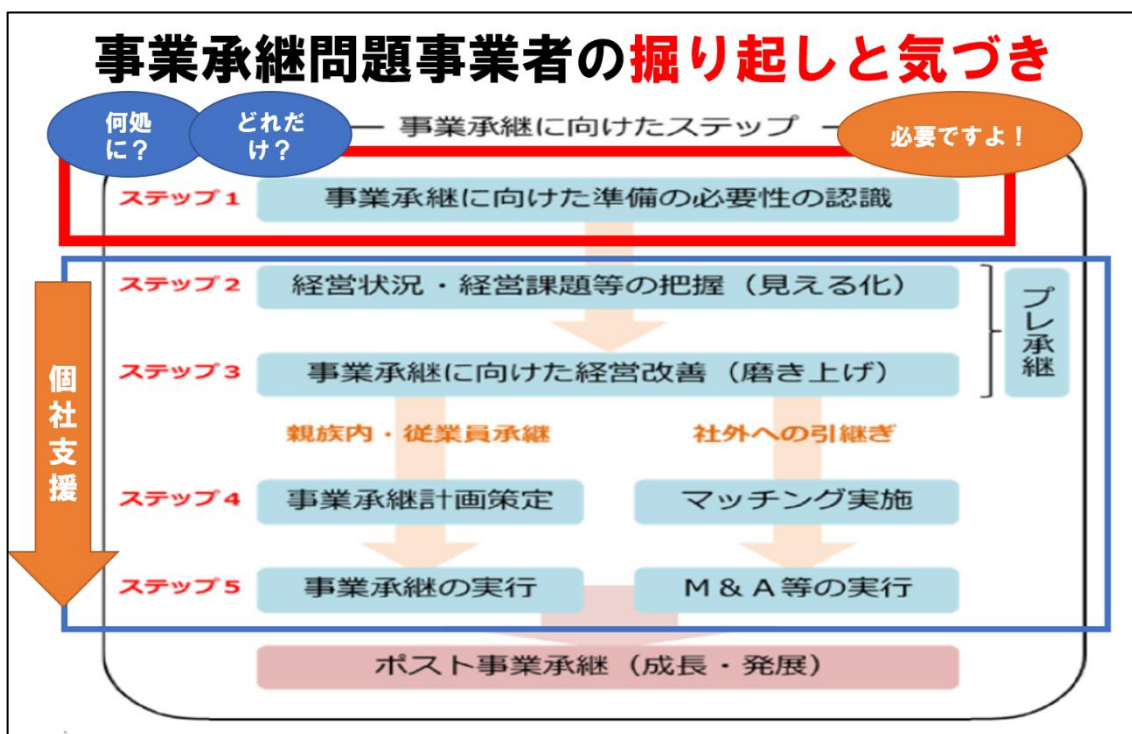 事業承継問題事業者の掘り起しと気づき
何処
に？
どれだ
け？
事業承継に向けたステップ
必要ですよ！
ステップ1
事業承継に向けた準備の必要性の認識
ステップ2
経営状況・経営課題等の把握（見える化）
ステップ3
事業承継に向けた経営改善（磨き上げ）
プレ承継
個社支援
親族内・従業員承継
社外への引継ぎ
ステップ4
事業承継計画策定
マッチング実施
ステップ5
事業承継の実行
M&A等の実行
ポスト事業承継（成長・発展）